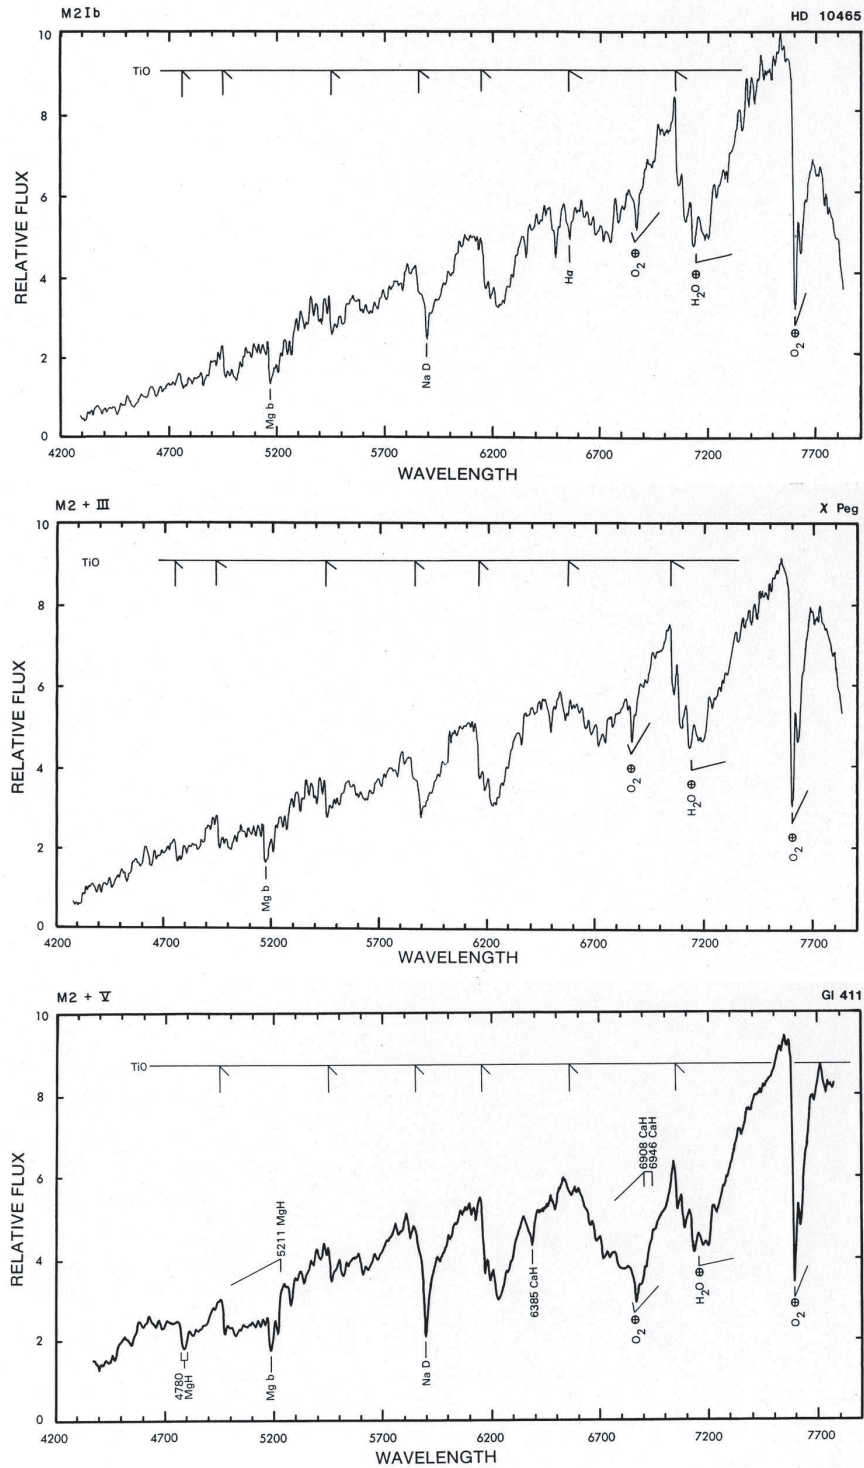 M2Ib HD 10465
10
TiO
8
6
4
2
0
RELATIVE FLUX
Mg b
Na D
Hα
⊕ O2
⊕ H2O
⊕ O2
4200 4700 5200 5700 6200 6700 7200 7700
WAVELENGTH
M2 + III χ Peg
10
TiO
8
6
4
2
0
RELATIVE FLUX
Mg b
⊕ O2
⊕ H2O
⊕ O2
4200 4700 5200 5700 6200 6700 7200 7700
WAVELENGTH
M2 + V Gl 411
10
TiO
8
6
4
2
0
RELATIVE FLUX
4780 MgH
Mg b
5211 MgH
Na D
6385 CaH
6908 CaH
6946 CaH
⊕ O2
⊕ H2O
⊕ O2
4200 4700 5200 5700 6200 6700 7200 7700
WAVELENGTH